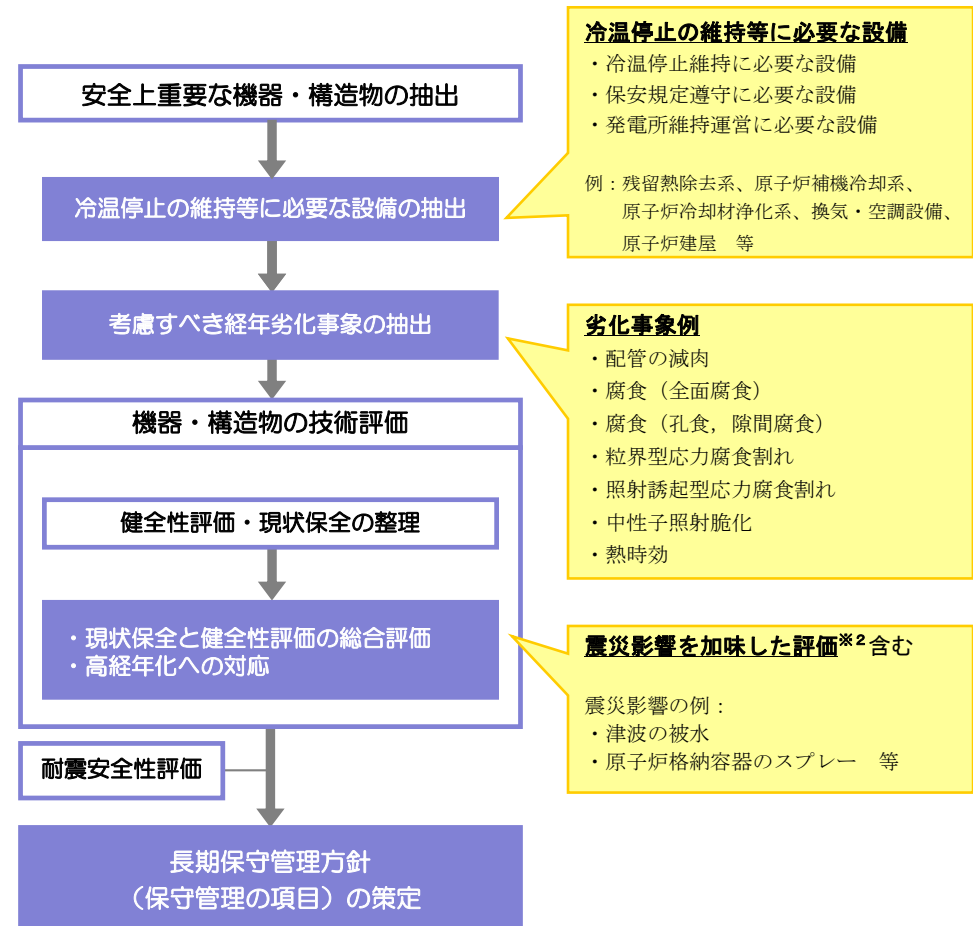 安全上重要な機器・構造物の抽出
冷温停止の維持等に必要な設備の抽出
考慮すべき経年劣化事象の抽出
機器・構造物の技術評価
健全性評価・現状保全の整理
・現状保全と健全性評価の総合評価
・高経年化への対応
耐震安全性評価
長期保守管理方針
（保守管理の項目）の策定
冷温停止の維持等に必要な設備
・冷温停止維持に必要な設備
・保安規定遵守に必要な設備
・発電所維持運営に必要な設備
例：残留熱除去系、原子炉補機冷却系、
原子炉冷却材浄化系、換気・空調設備、
原子炉建屋　等
劣化事象例
・配管の減肉
・腐食（全面腐食）
・腐食（孔食，隙間腐食）
・粒界型応力腐食割れ
・照射誘起型応力腐食割れ
・中性子照射脆化
・熱時効
震災影響を加味した評価※2含む
震災影響の例：
・津波の被水
・原子炉格納容器のスプレー　等